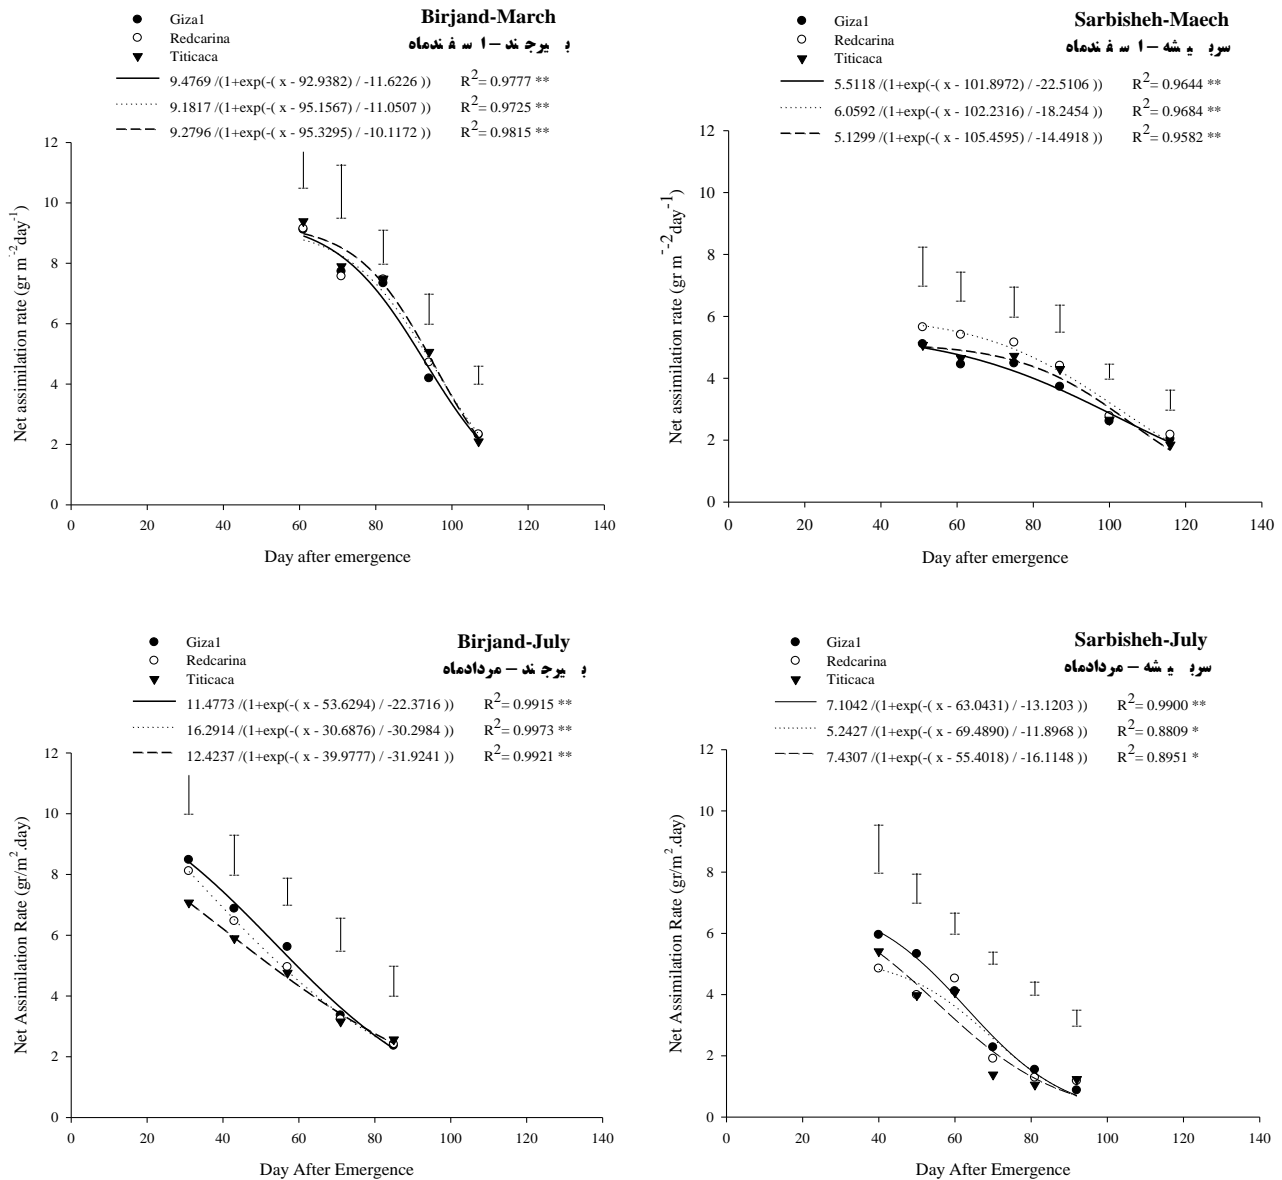 Giza1
Redcarina
Titicaca
Birjand-March
بیرجند – اسفندماه
9.4769 /(1+exp(-( x - 92.9382) / -11.6226 )) R2= 0.9777 **
9.1817 /(1+exp(-( x - 95.1567) / -11.0507 )) R2= 0.9725 **
9.2796 /(1+exp(-( x - 95.3295) / -10.1172 )) R2= 0.9815 **
Net assimilation rate (gr m-2day-1)
12
10
8
6
4
2
0
0 20 40 60 80 100 120 140
Day after emergence
Giza1
Redcarina
Titicaca
Sarbisheh-Maech
سربیشه – اسفندماه
5.5118 /(1+exp(-( x - 101.8972) / -22.5106 )) R2= 0.9644 **
6.0592 /(1+exp(-( x - 102.2316) / -18.2454 )) R2= 0.9684 **
5.1299 /(1+exp(-( x - 105.4595) / -14.4918 )) R2= 0.9582 **
Net assimilation rate (gr m-2day-1)
12
10
8
6
4
2
0
0 20 40 60 80 100 120 140
Day after emergence
Giza1
Redcarina
Titicaca
Birjand-July
بیرجند – مردادماه
11.4773 /(1+exp(-( x - 53.6294) / -22.3716 )) R2= 0.9915 **
16.2914 /(1+exp(-( x - 30.6876) / -30.2984 )) R2= 0.9973 **
12.4237 /(1+exp(-( x - 39.9777) / -31.9241 )) R2= 0.9921 **
Net Assimilation Rate (gr/m2.day)
12
10
8
6
4
2
0
0 20 40 60 80 100 120 140
Day After Emergence
Giza1
Redcarina
Titicaca
Sarbisheh-July
سربیشه – مردادماه
7.1042 /(1+exp(-( x - 63.0431) / -13.1203 )) R2= 0.9900 **
5.2427 /(1+exp(-( x - 69.4890) / -11.8968 )) R2= 0.8809 *
7.4307 /(1+exp(-( x - 55.4018) / -16.1148 )) R2= 0.8951 *
Net Assimilation Rate (gr/m2.day)
12
10
8
6
4
2
0
0 20 40 60 80 100 120 140
Day After Emergence